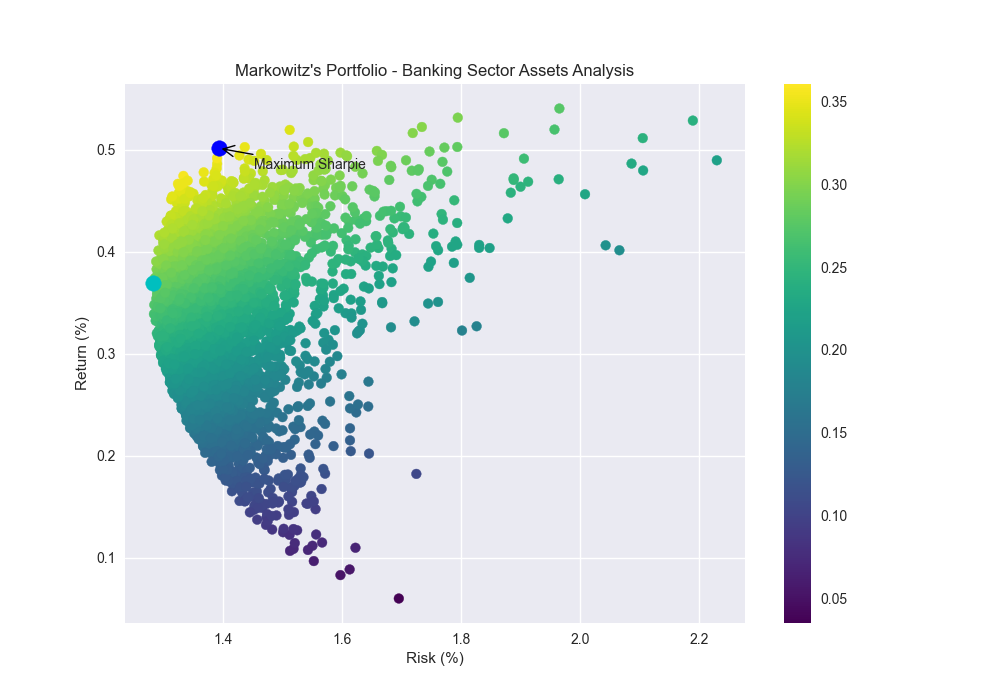 Markowitz's Portfolio - Banking Sector Assets Analysis
Maximum Sharpie
Return (%)
0.5
0.4
0.3
0.2
0.1
1.4 1.6 1.8 2.0 2.2
Risk (%)
0.35
0.30
0.25
0.20
0.15
0.10
0.05